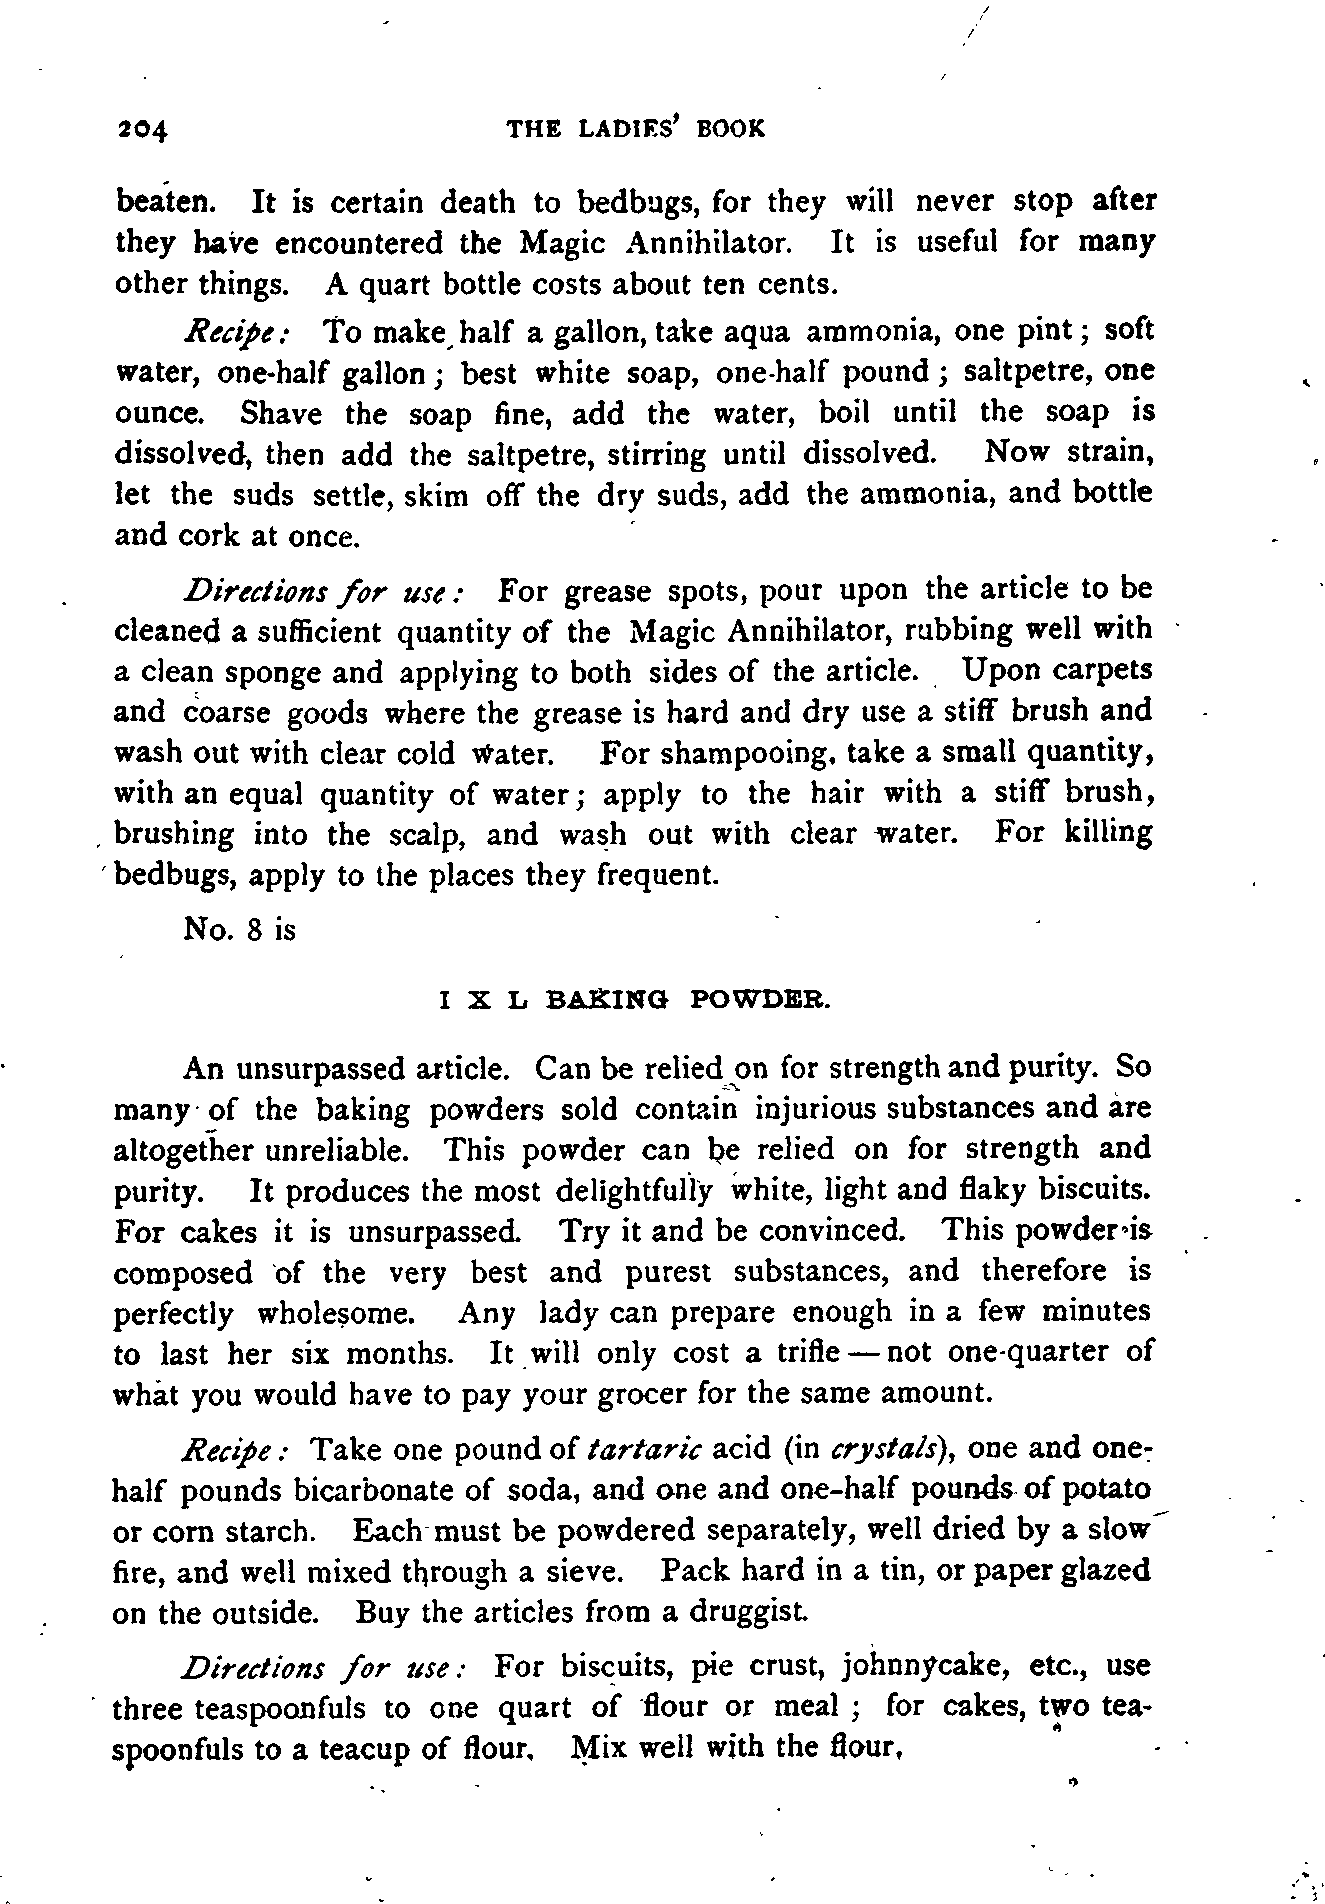 204 THE LADIES' BOOK
beaten. It is certain death to bedbugs, for they will never stop after
they have encountered the Magic Annihilator. It is useful for many
other things. A quart bottle costs about ten cents.
Recipe: To make half a gallon, take aqua ammonia, one pint; soft
water, one-half gallon; best white soap, one-half pound; saltpetre, one
ounce. Shave the soap fine, add the water, boil until the soap is
dissolved, then add the saltpetre, stirring until dissolved. Now strain,
let the suds settle, skim off the dry suds, add the ammonia, and bottle
and cork at once.
Directions for use: For grease spots, pour upon the article to be
cleaned a sufficient quantity of the Magic Annihilator, rubbing well with
a clean sponge and applying to both sides of the article. Upon carpets
and coarse goods where the grease is hard and dry use a stiff brush and
wash out with clear cold water. For shampooing, take a small quantity,
with an equal quantity of water; apply to the hair with a stiff brush,
brushing into the scalp, and wash out with clear water. For killing
bedbugs, apply to the places they frequent.
No. 8 is
I X L BAKING POWDER.
An unsurpassed article. Can be relied on for strength and purity. So
many of the baking powders sold contain injurious substances and are
altogether unreliable. This powder can be relied on for strength and
purity. It produces the most delightfully white, light and flaky biscuits.
For cakes it is unsurpassed. Try it and be convinced. This powder is
composed of the very best and purest substances, and therefore is
perfectly wholesome. Any lady can prepare enough in a few minutes
to last her six months. It will only cost a trifle — not one-quarter of
what you would have to pay your grocer for the same amount.
Recipe: Take one pound of tartaric acid (in crystals), one and one-
half pounds bicarbonate of soda, and one and one-half pounds of potato
or corn starch. Each must be powdered separately, well dried by a slow
fire, and well mixed through a sieve. Pack hard in a tin, or paper glazed
on the outside. Buy the articles from a druggist.
Directions for use: For biscuits, pie crust, johnnycake, etc., use
three teaspoonfuls to one quart of flour or meal; for cakes, two tea-
spoonfuls to a teacup of flour. Mix well with the flour,